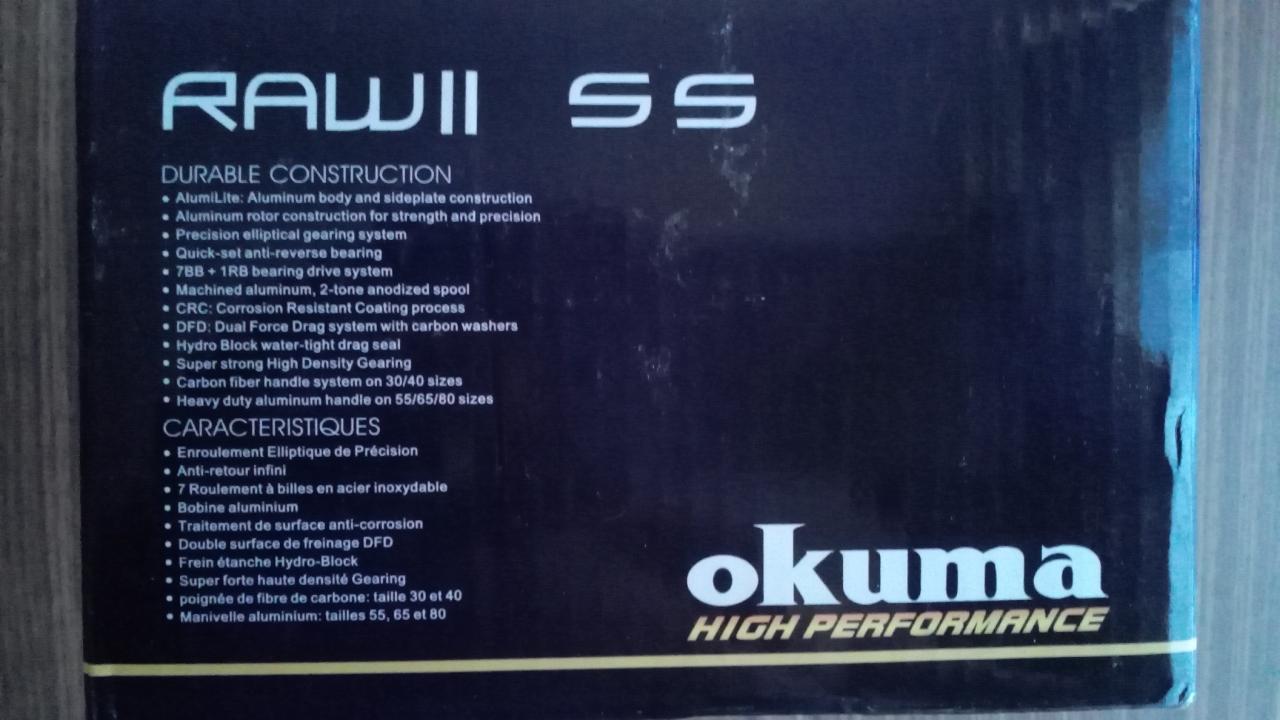 RAWII SS
DURABLE CONSTRUCTION
• AlumiLite: Aluminum body and sideplate construction
• Aluminum rotor construction for strength and precision
• Precision elliptical gearing system
• Quick-set anti-reverse bearing
• 7BB + 1RB bearing drive system
• Machined aluminum, 2-tone anodized spool
• CRC: Corrosion Resistant Coating process
• DFD: Dual Force Drag system with carbon washers
• Hydro Block water-tight drag seal
• Super strong High Density Gearing
• Carbon fiber handle system on 30/40 sizes
• Heavy duty aluminum handle on 55/65/80 sizes
CARACTERISTIQUES
• Enroulement Elliptique de Précision
• Anti-retour infini
• 7 Roulement à billes en acier inoxydable
• Bobine aluminium
• Traitement de surface anti-corrosion
• Double surface de freinage DFD
• Frein étanche Hydro-Block
• Super forte haute densité Gearing
• poignée de fibre de carbone: taille 30 et 40
• Manivelle aluminium: tailles 55, 65 et 80
okuma
HIGH PERFORMANCE